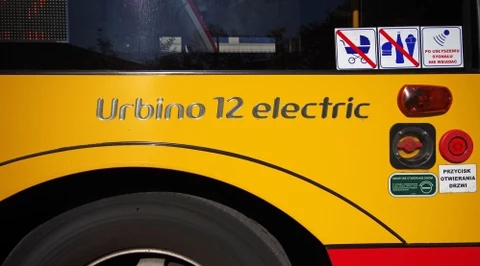 PO USŁYSZENIU
SYGNAŁU
NIE WSIADAĆ
Urbino 12 electric
PRZYCISK
OTWIERANIA
DRZWI